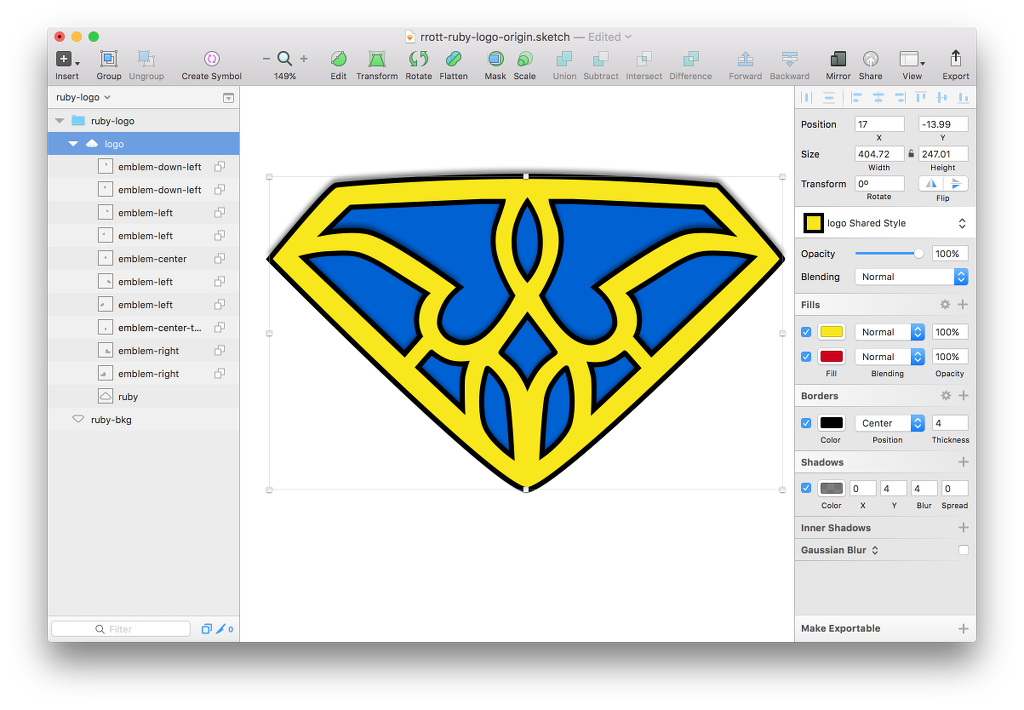 rrott-ruby-logo-origin.sketch — Edited
Insert Group Ungroup Create Symbol 149% Edit Transform Rotate Flatten Mask Scale Union Subtract Intersect Difference Forward Backward Mirror Share View Export
ruby-logo
ruby-logo
logo
emblem-down-left
emblem-down-left
emblem-left
emblem-left
emblem-center
emblem-left
emblem-left
emblem-center-t...
emblem-right
emblem-right
ruby
ruby-bkg
Filter
0
Position 17 -13.99
X Y
Size 404.72 247.01
Width Height
Transform 0º
Rotate Flip
logo Shared Style
Opacity 100%
Blending Normal
Fills
Normal 100%
Normal 100%
Fill Blending Opacity
Borders
Center 4
Color Position Thickness
Shadows
0 4 4 0
Color X Y Blur Spread
Inner Shadows
Gaussian Blur
Make Exportable